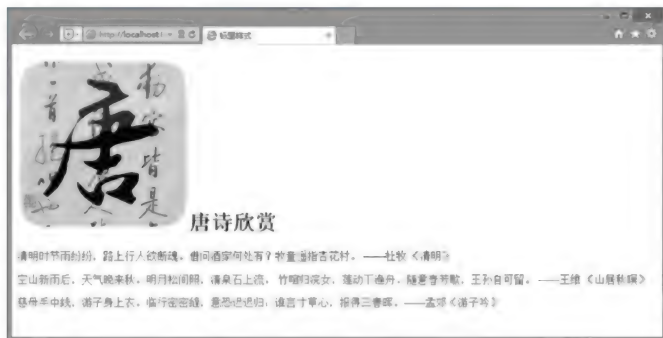 http://localhost
标题样式
唐
唐诗欣赏
清明时节雨纷纷，路上行人欲断魂。借问酒家何处有？牧童遥指杏花村。——杜牧《清明》
空山新雨后，天气晚来秋。明月松间照，清泉石上流。竹喧归浣女，莲动下渔舟。随意春芳歇，王孙自可留。——王维《山居秋暝》
慈母手中线，游子身上衣。临行密密缝，意恐迟迟归。谁言寸草心，报得三春晖。——孟郊《游子吟》